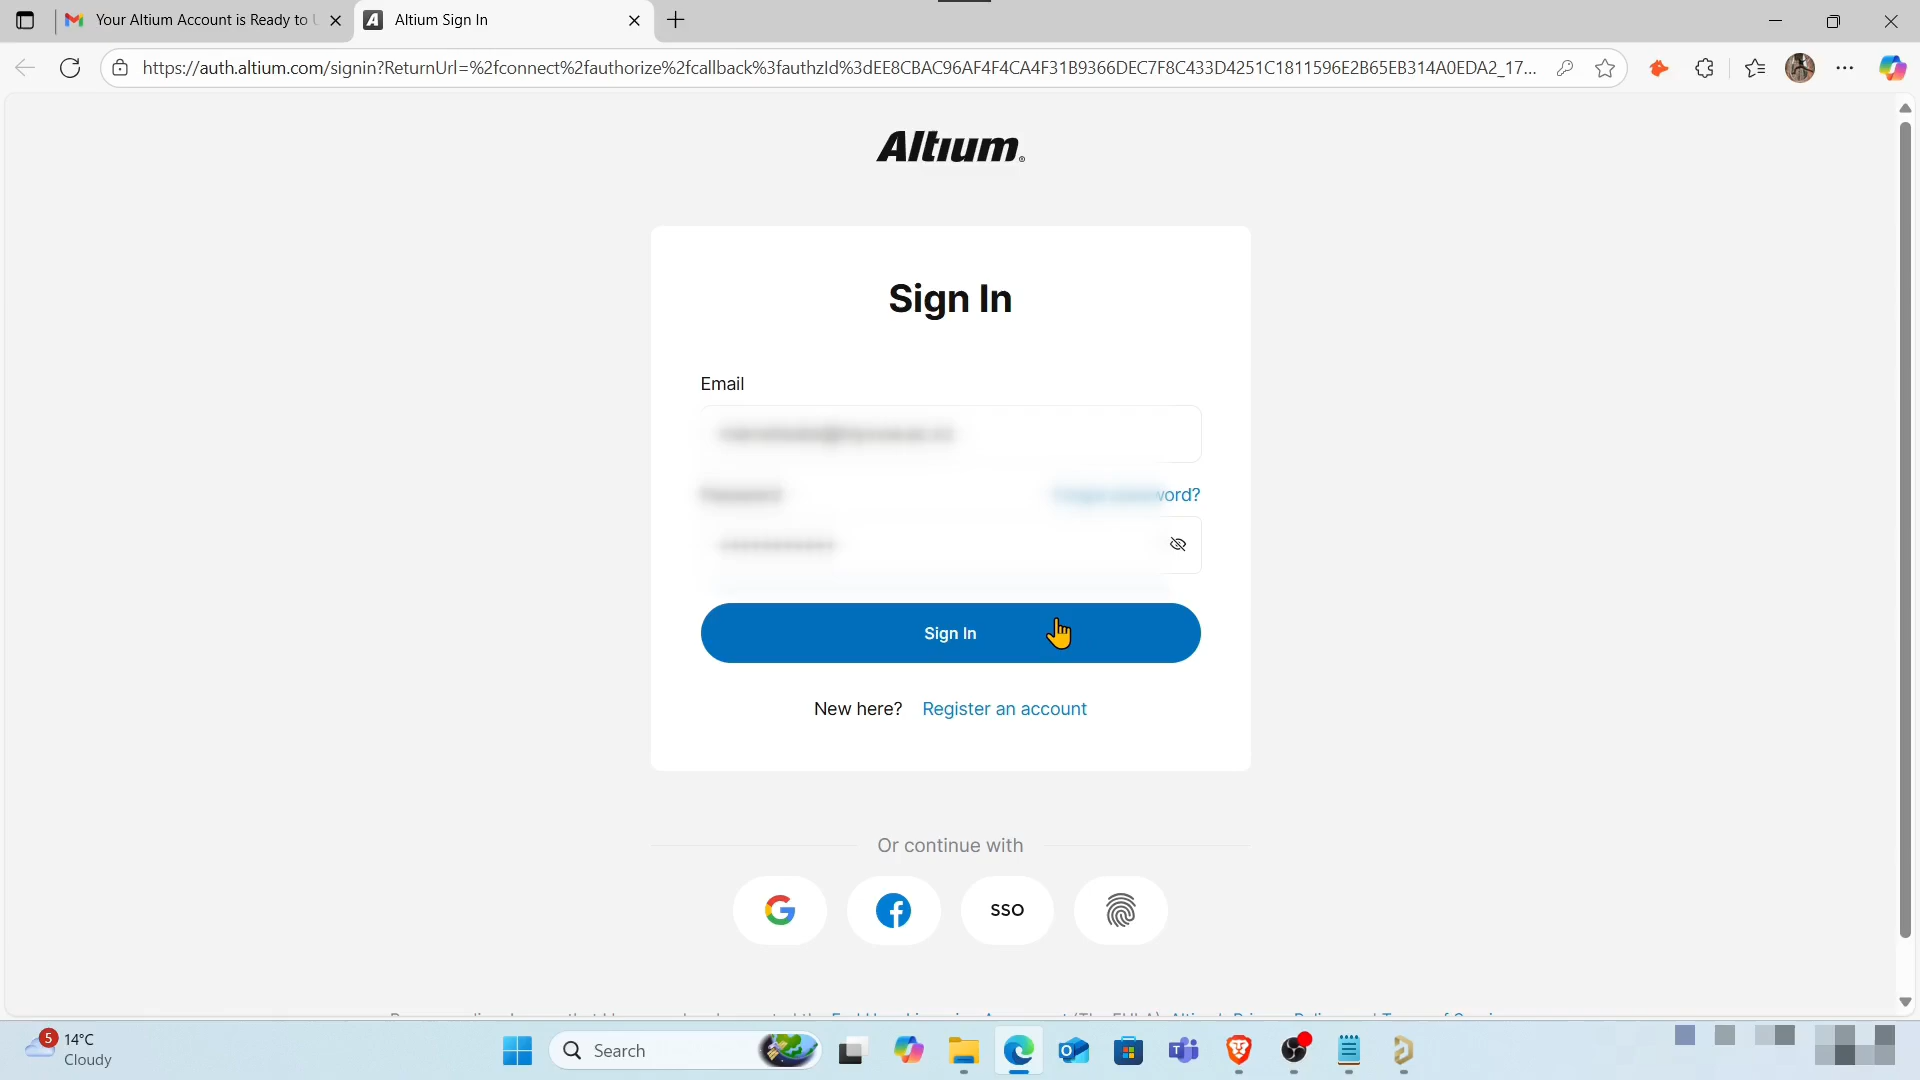 Your Altium Account is Ready to
Altium Sign In
https://auth.altium.com/signin?ReturnUrl=%2fconnect%2fauthorize%2fcallback%3fauthzId%3dEE8CBAC96AF4F4CA4F31B9366DEC7F8C433D4251C1811596E2B65EB314A0EDA2_17...
Altium
Sign In
Email
Sign In
New here? Register an account
Or continue with
SSO
5
14°C
Cloudy
Search